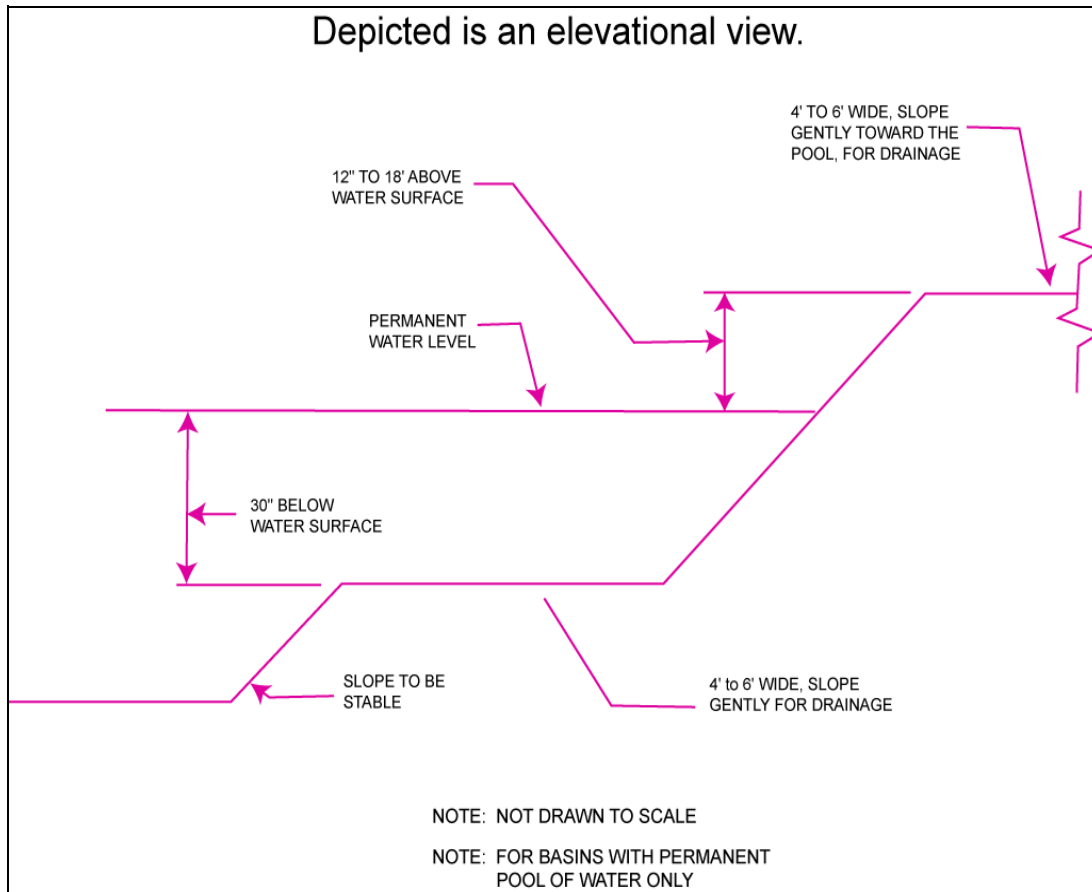 Depicted is an elevational view.
4' TO 6' WIDE, SLOPE
GENTLY TOWARD THE
POOL, FOR DRAINAGE
12" TO 18' ABOVE
WATER SURFACE
PERMANENT
WATER LEVEL
30" BELOW
WATER SURFACE
SLOPE TO BE
STABLE
4' to 6' WIDE, SLOPE
GENTLY FOR DRAINAGE
NOTE: NOT DRAWN TO SCALE
NOTE: FOR BASINS WITH PERMANENT
POOL OF WATER ONLY